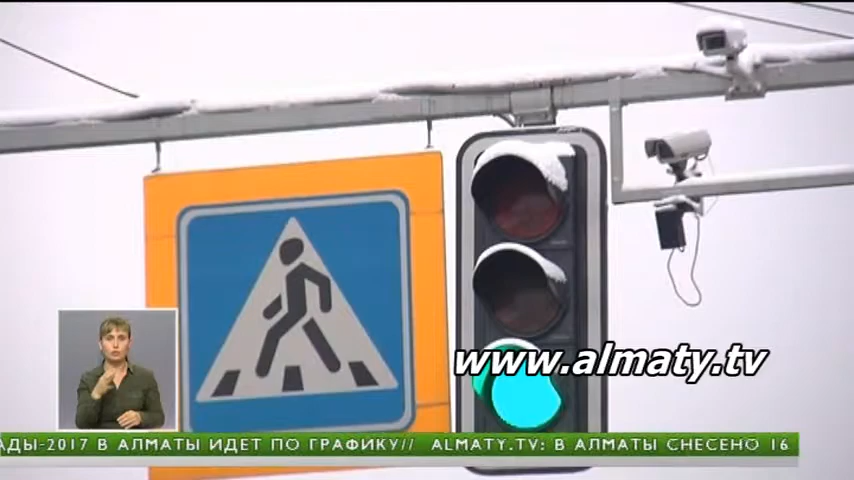 www.almaty.tv
АДЫ-2017 В АЛМАТЫ ИДЕТ ПО ГРАФИКУ// ALMATY.TV: В АЛМАТЫ СНЕСЕНО 16